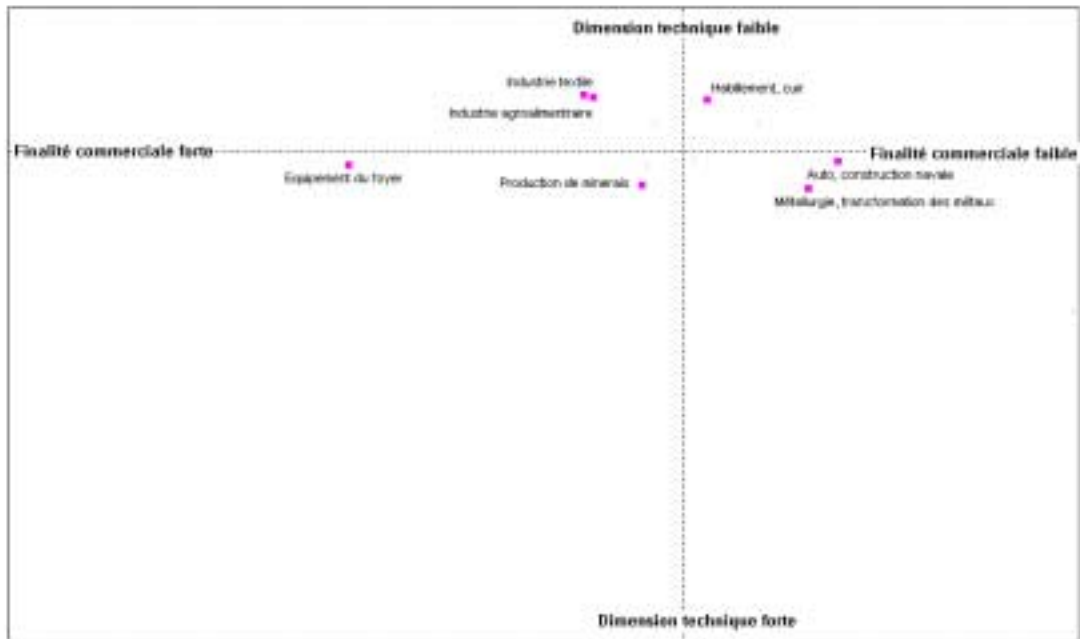 Dimension technique faible
Industrie textile
Habillement, cuir
Industrie agroalimentaire
Finalité commerciale forte
Finalité commerciale faible
Equipement du foyer
Production de minerais
Auto, construction navale
Métallurgie, transformation des métaux
Dimension technique forte